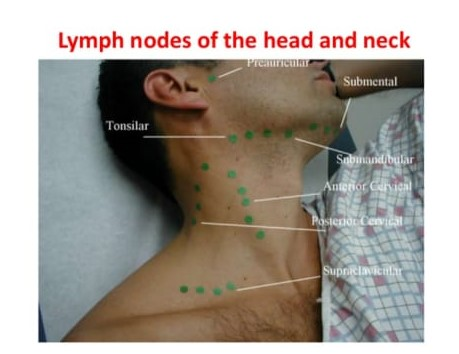 Lymph nodes of the head and neck
Preauricular
Submental
Tonsilar
Submandibular
Anterior Cervical
Posterior Cervical
Supraclavicular